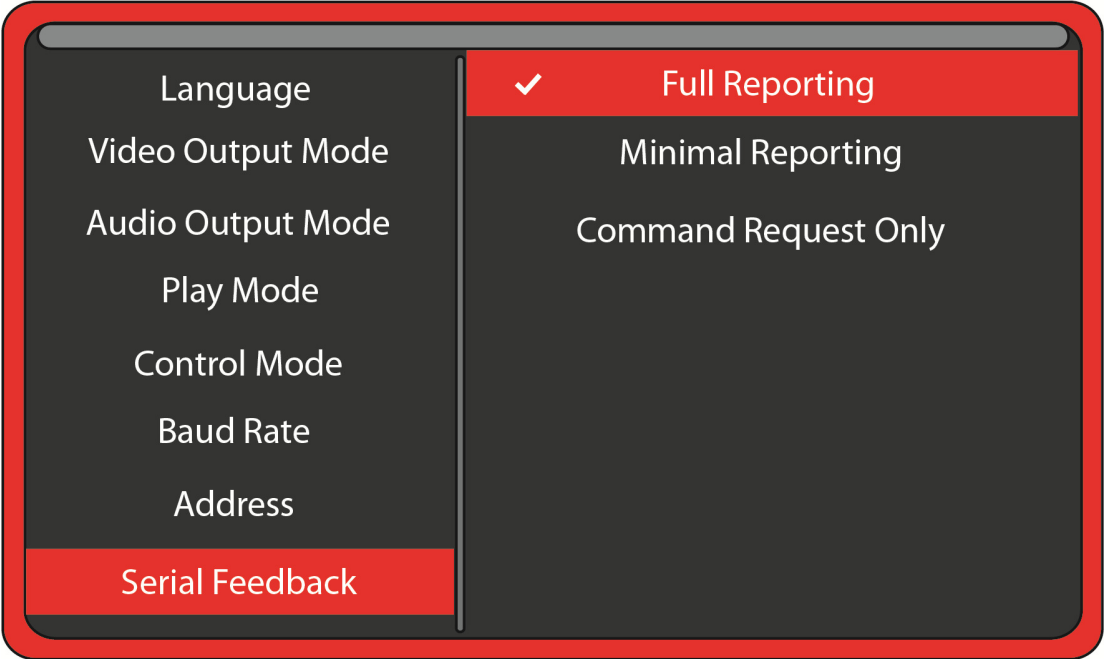 Language
Video Output Mode
Audio Output Mode
Play Mode
Control Mode
Baud Rate
Address
Serial Feedback
Full Reporting
Minimal Reporting
Command Request Only